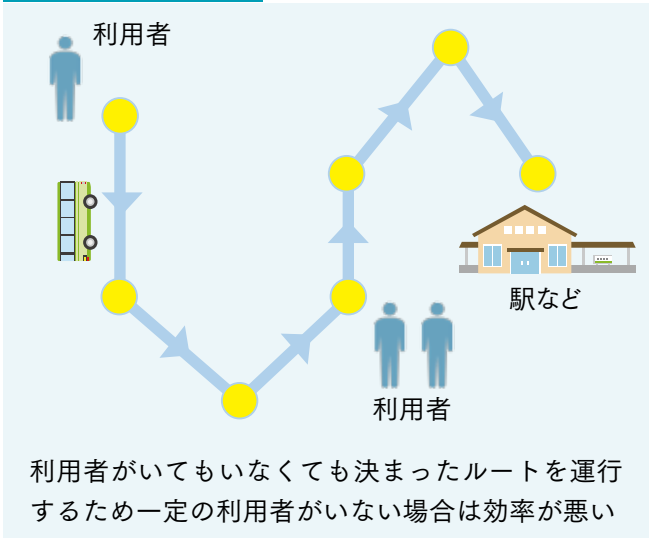 利用者
駅など
利用者
利用者がいてもいなくても決まったルートを運行
するため一定の利用者がいない場合は効率が悪い